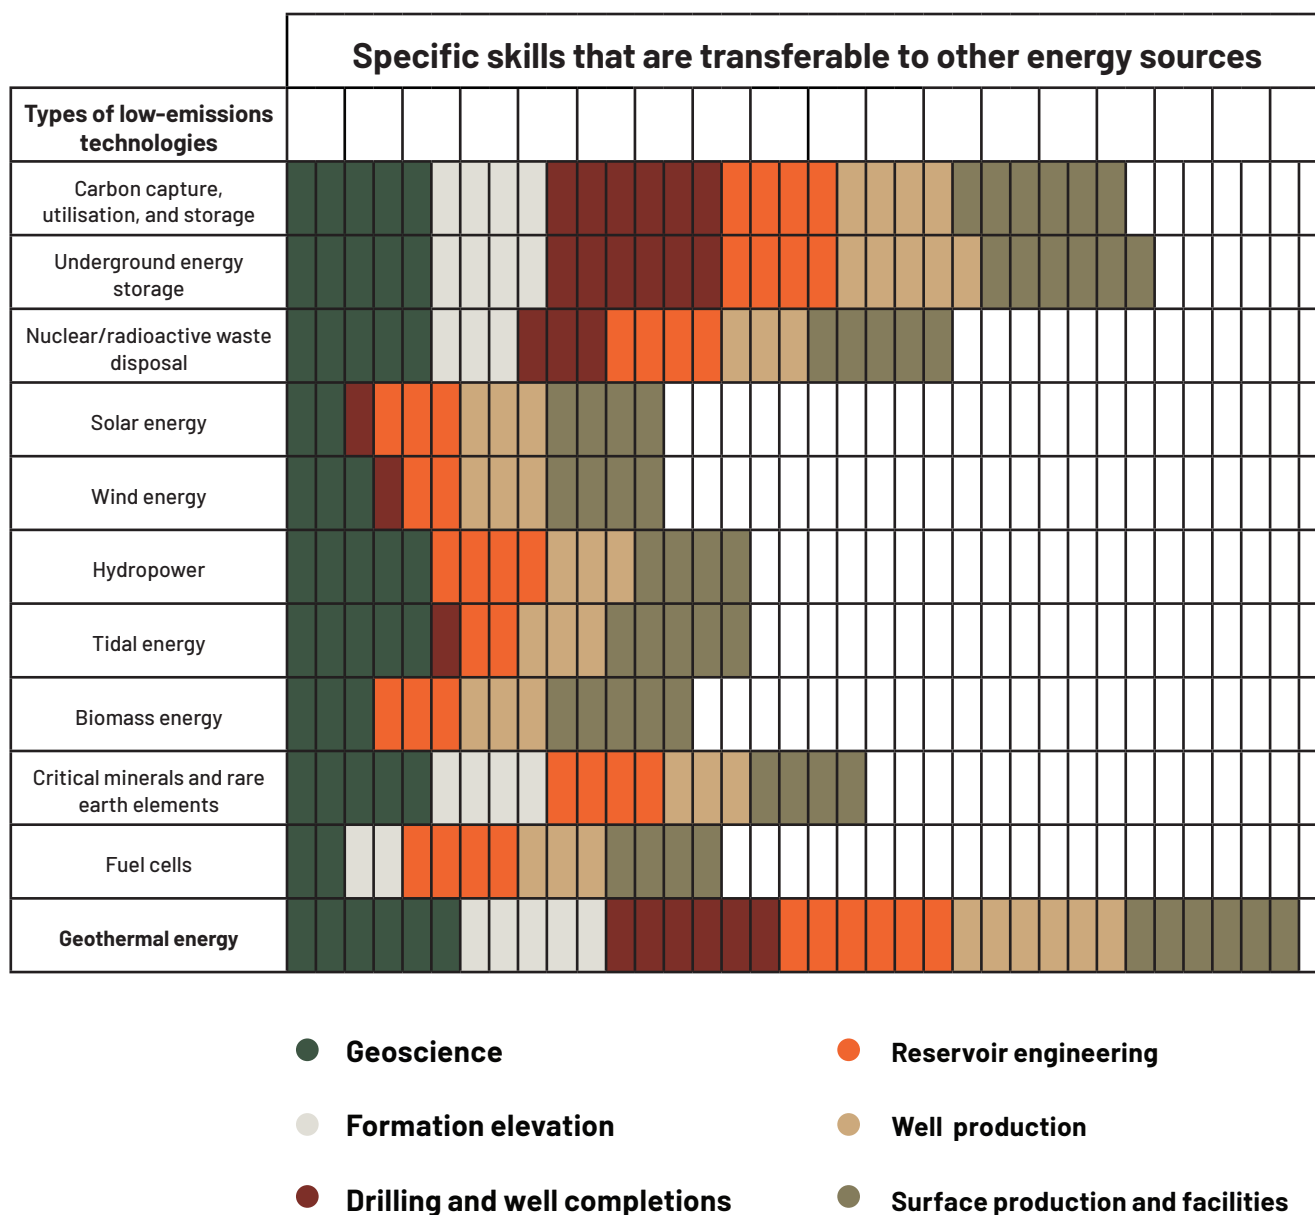 Specific skills that are transferable to other energy sources
Types of low-emissions
technologies
Carbon capture,
utilisation, and storage
Underground energy
storage
Nuclear/radioactive waste
disposal
Solar energy
Wind energy
Hydropower
Tidal energy
Biomass energy
Critical minerals and rare
earth elements
Fuel cells
Geothermal energy
Geoscience
Formation elevation
Drilling and well completions
Reservoir engineering
Well production
Surface production and facilities